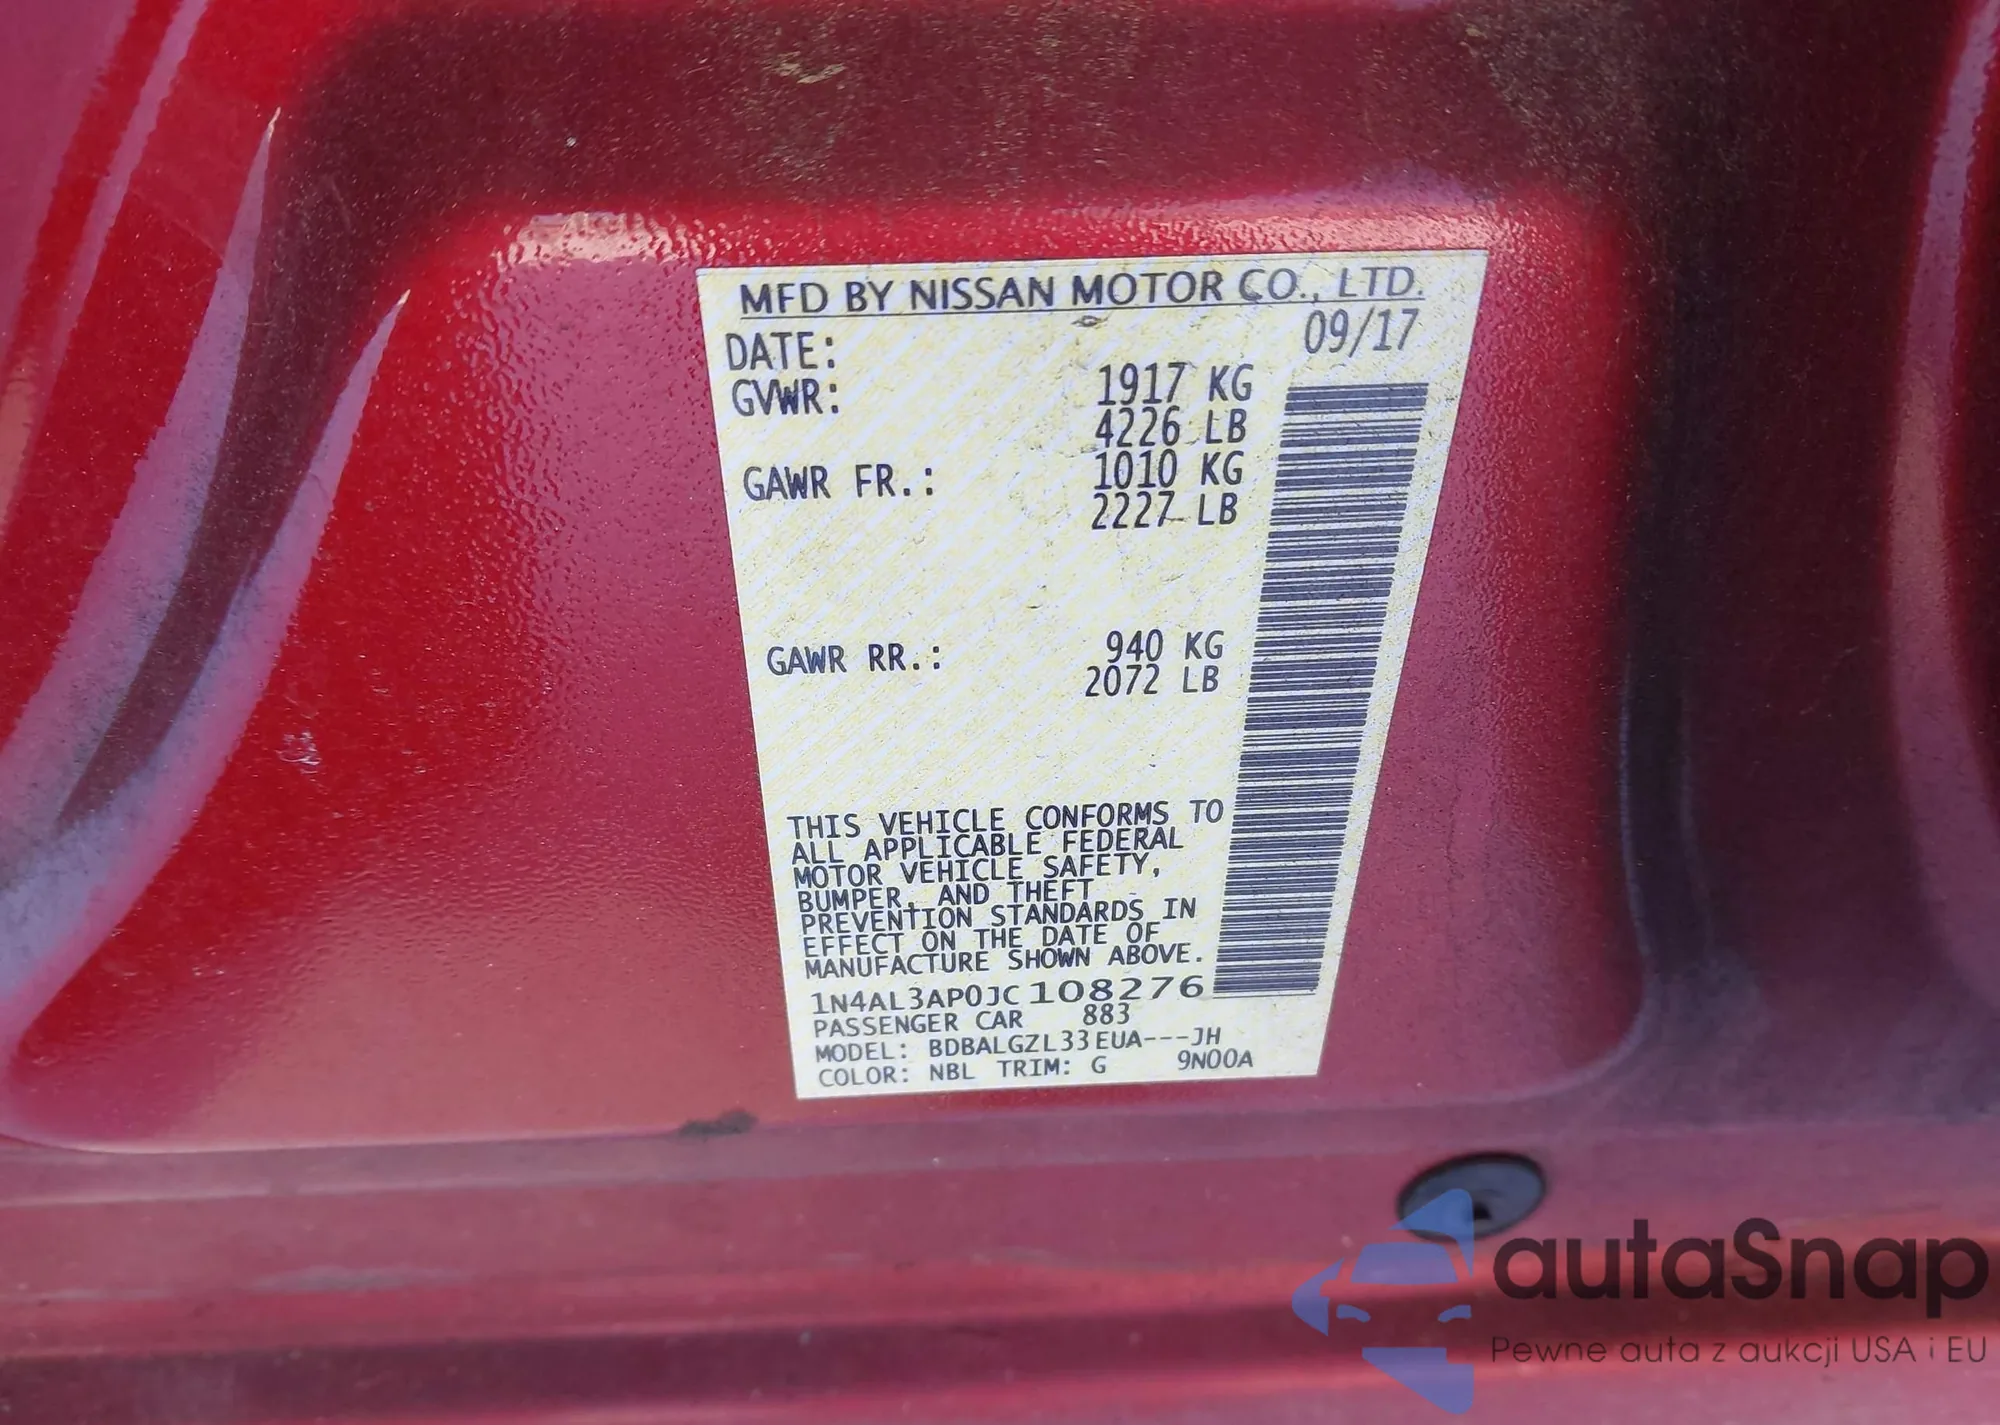 MFD BY NISSAN MOTOR CO., LTD.
DATE: 09/17
GVWR: 1917 KG
4226 LB
GAWR FR.: 1010 KG
2227 LB
GAWR RR.: 940 KG
2072 LB
THIS VEHICLE CONFORMS TO
ALL APPLICABLE FEDERAL
MOTOR VEHICLE SAFETY,
BUMPER, AND THEFT
PREVENTION STANDARDS IN
EFFECT ON THE DATE OF
MANUFACTURE SHOWN ABOVE.
1N4AL3AP0JC108276
PASSENGER CAR 883
MODEL: BDBALGZL33EUA---JH
COLOR: NBL TRIM: G 9N00A
autaSnap
Pewne auta z aukcji USA i EU